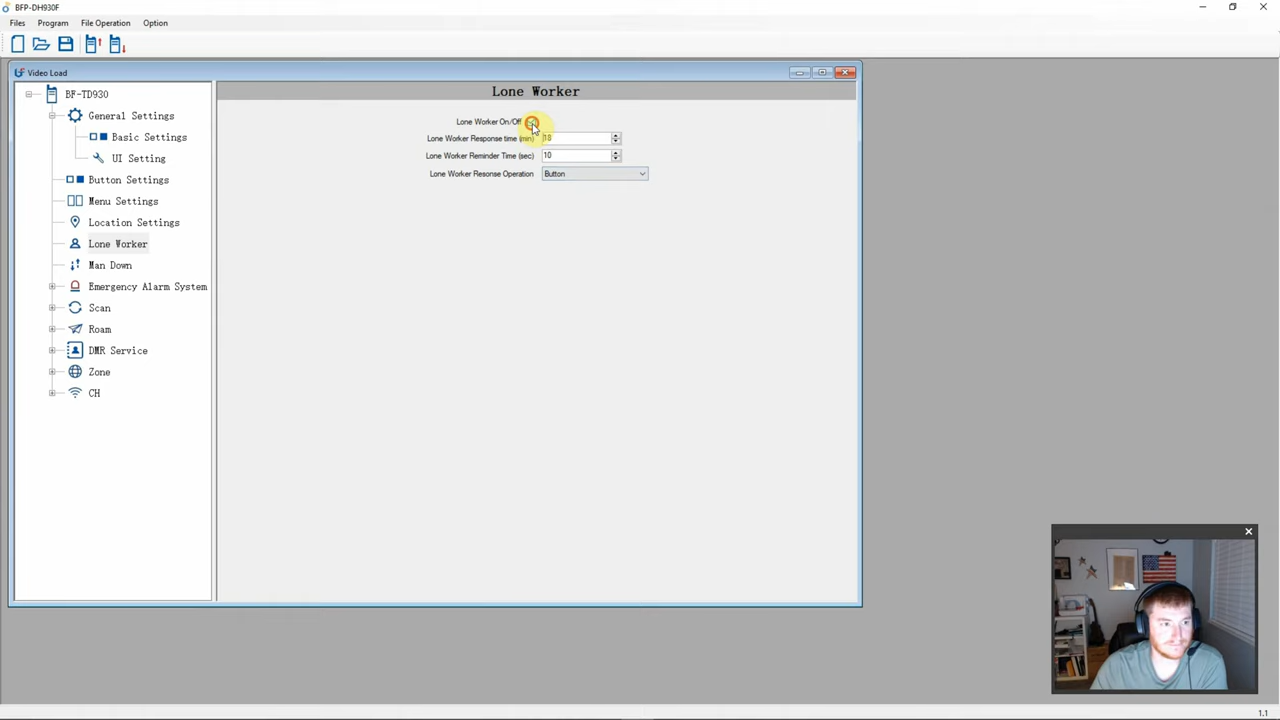 BFP-DH930F
Files Program File Operation Option
Video Load
BF-TD930
General Settings
Basic Settings
UI Setting
Button Settings
Menu Settings
Location Settings
Lone Worker
Man Down
Emergency Alarm System
Scan
Roam
DMR Service
Zone
CH
Lone Worker
Lone Worker On/Off
Lone Worker Response time (min) 18
Lone Worker Reminder Time (sec) 10
Lone Worker Resonse Operation Button
1.1